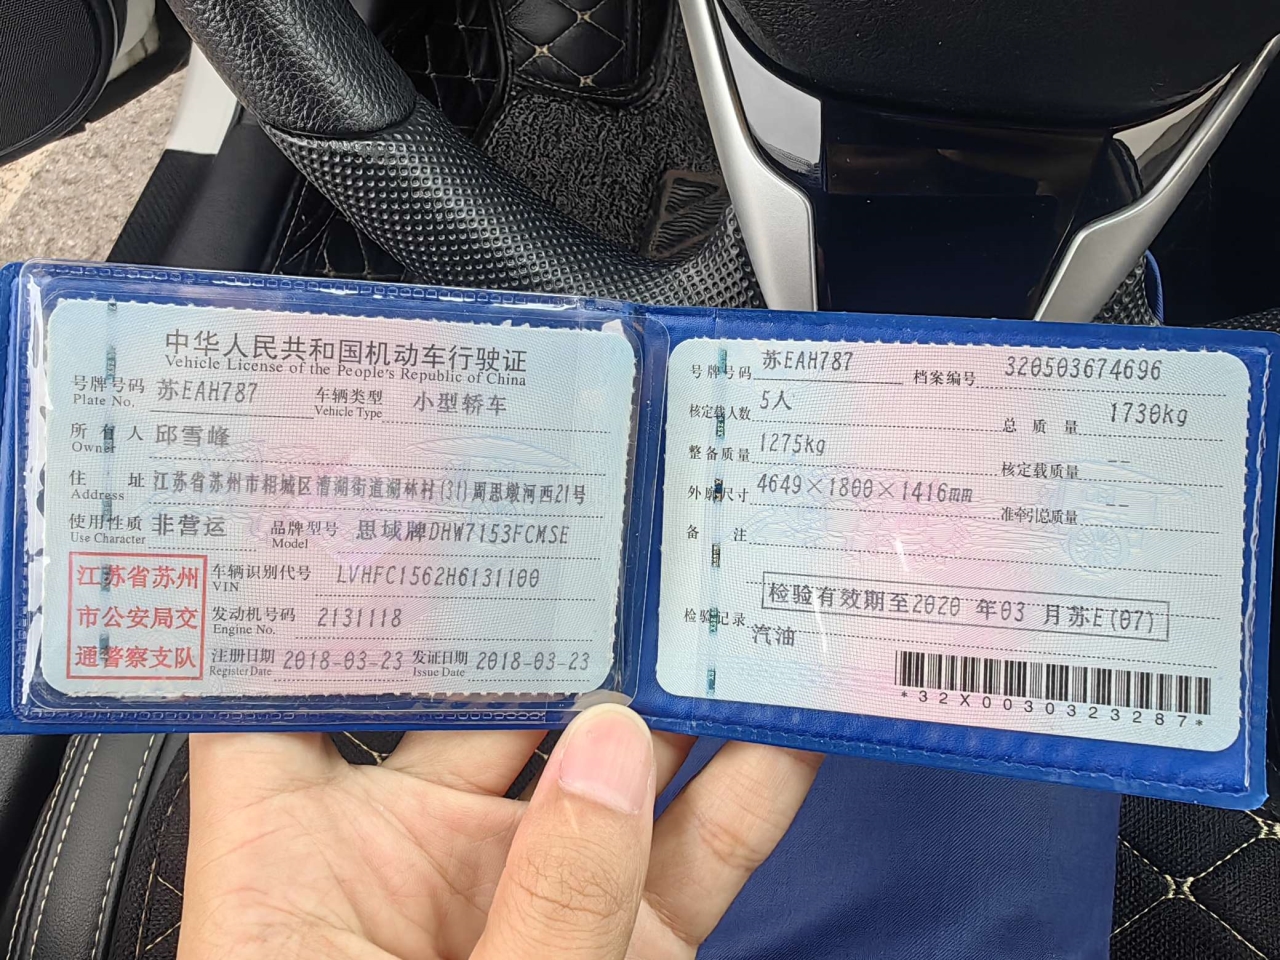 中华人民共和国机动车行驶证
Vehicle License of the People's Republic of China
号牌号码 苏EAH787 车辆类型 小型轿车
Plate No. Vehicle Type
所有人 邱雪峰
Owner
住址 江苏省苏州市相城区漕湖街道湖林村(31)周思墩河西21号
Address
使用性质 非营运 品牌型号 思域牌DHW7153FCMSE
Use Character Model
江苏省苏州
市公安局交
通警察支队
车辆识别代号 LVHFC1562H6131100
VIN
发动机号码 2131118
Engine No.
注册日期 2018-03-23 发证日期 2018-03-23
Register Date Issue Date
号牌号码 苏EAH787 档案编号 320503674696
核定载人数 5人 总质量 1730kg
整备质量 1275kg 核定载质量 --
外廓尺寸 4649×1800×1416mm 准牵引总质量 --
备注
检验有效期至2020 年03 月苏E(07)
检验记录
汽油
*32X0030323287*